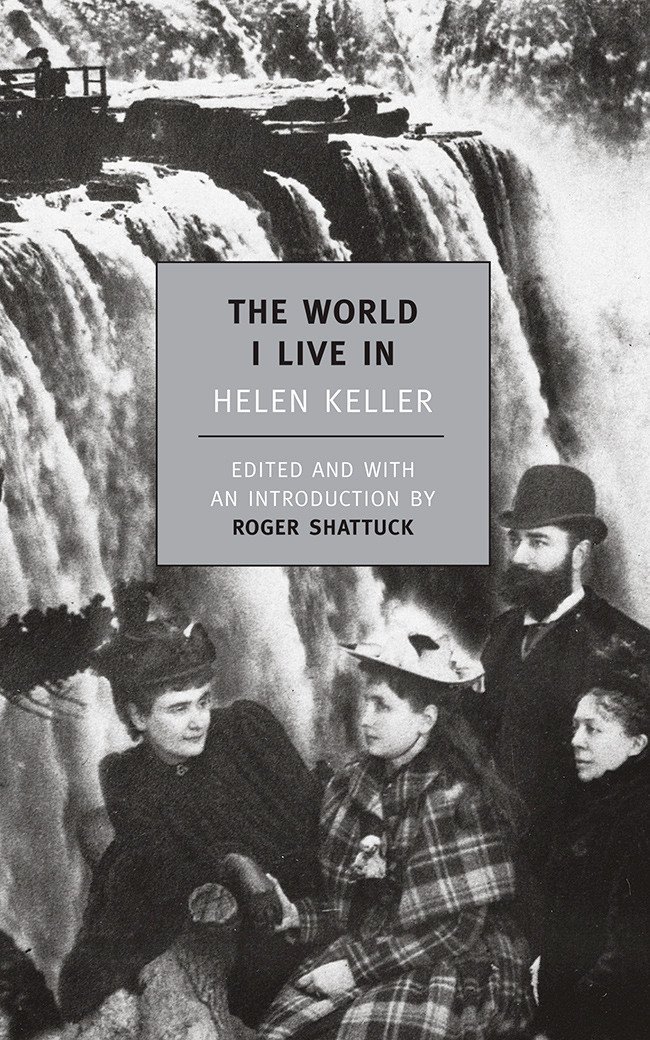 THE WORLD
I LIVE IN
HELEN KELLER
EDITED AND WITH
AN INTRODUCTION BY
ROGER SHATTUCK